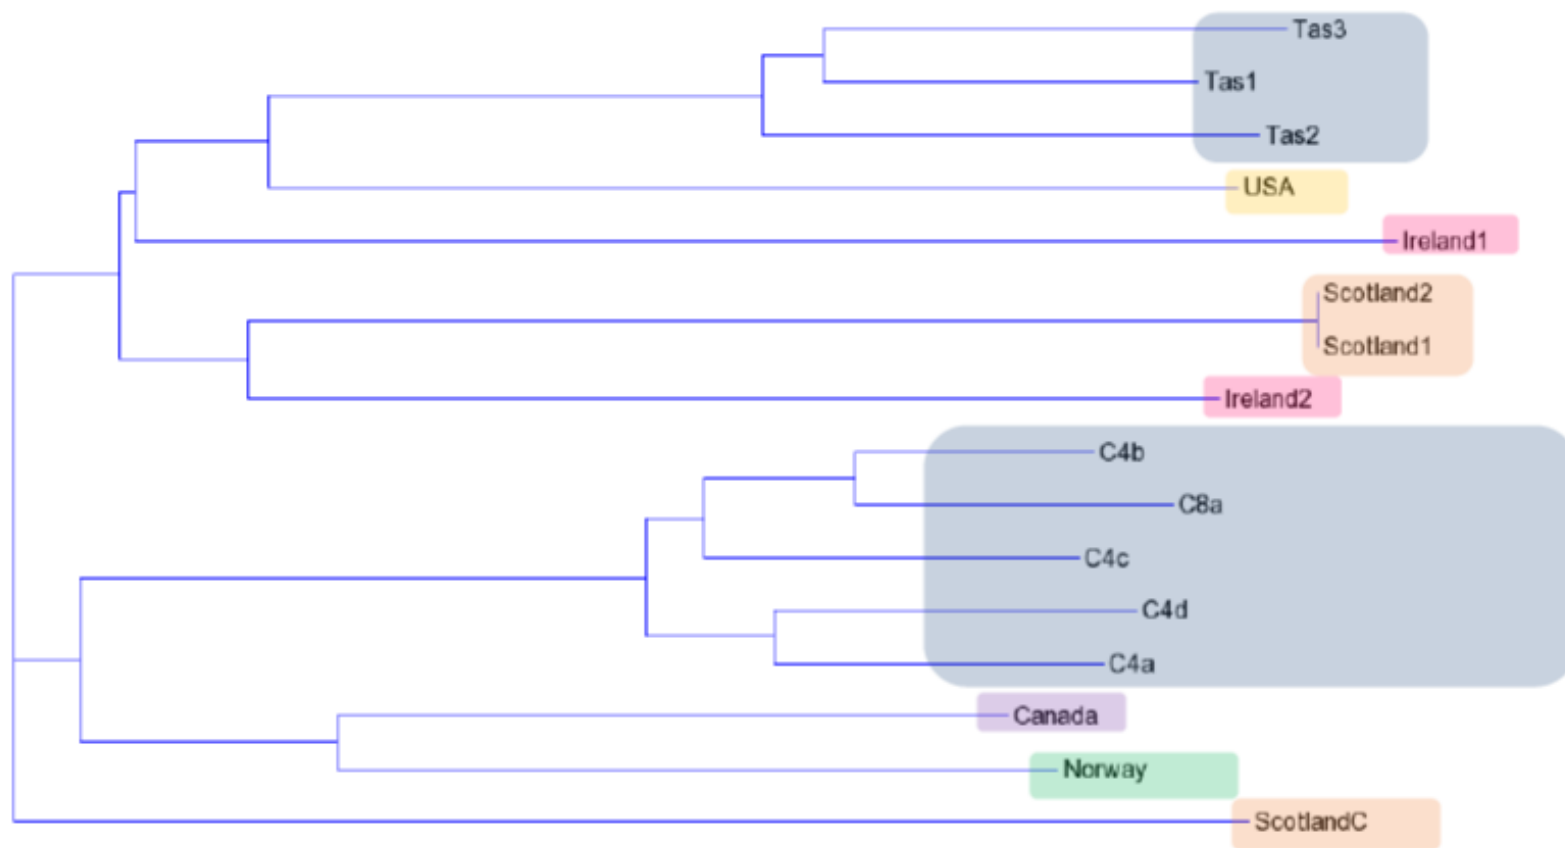 Tas3
Tas1
Tas2
USA
Ireland1
Scotland2
Scotland1
Ireland2
C4b
C8a
C4c
C4d
C4a
Canada
Norway
ScotlandC